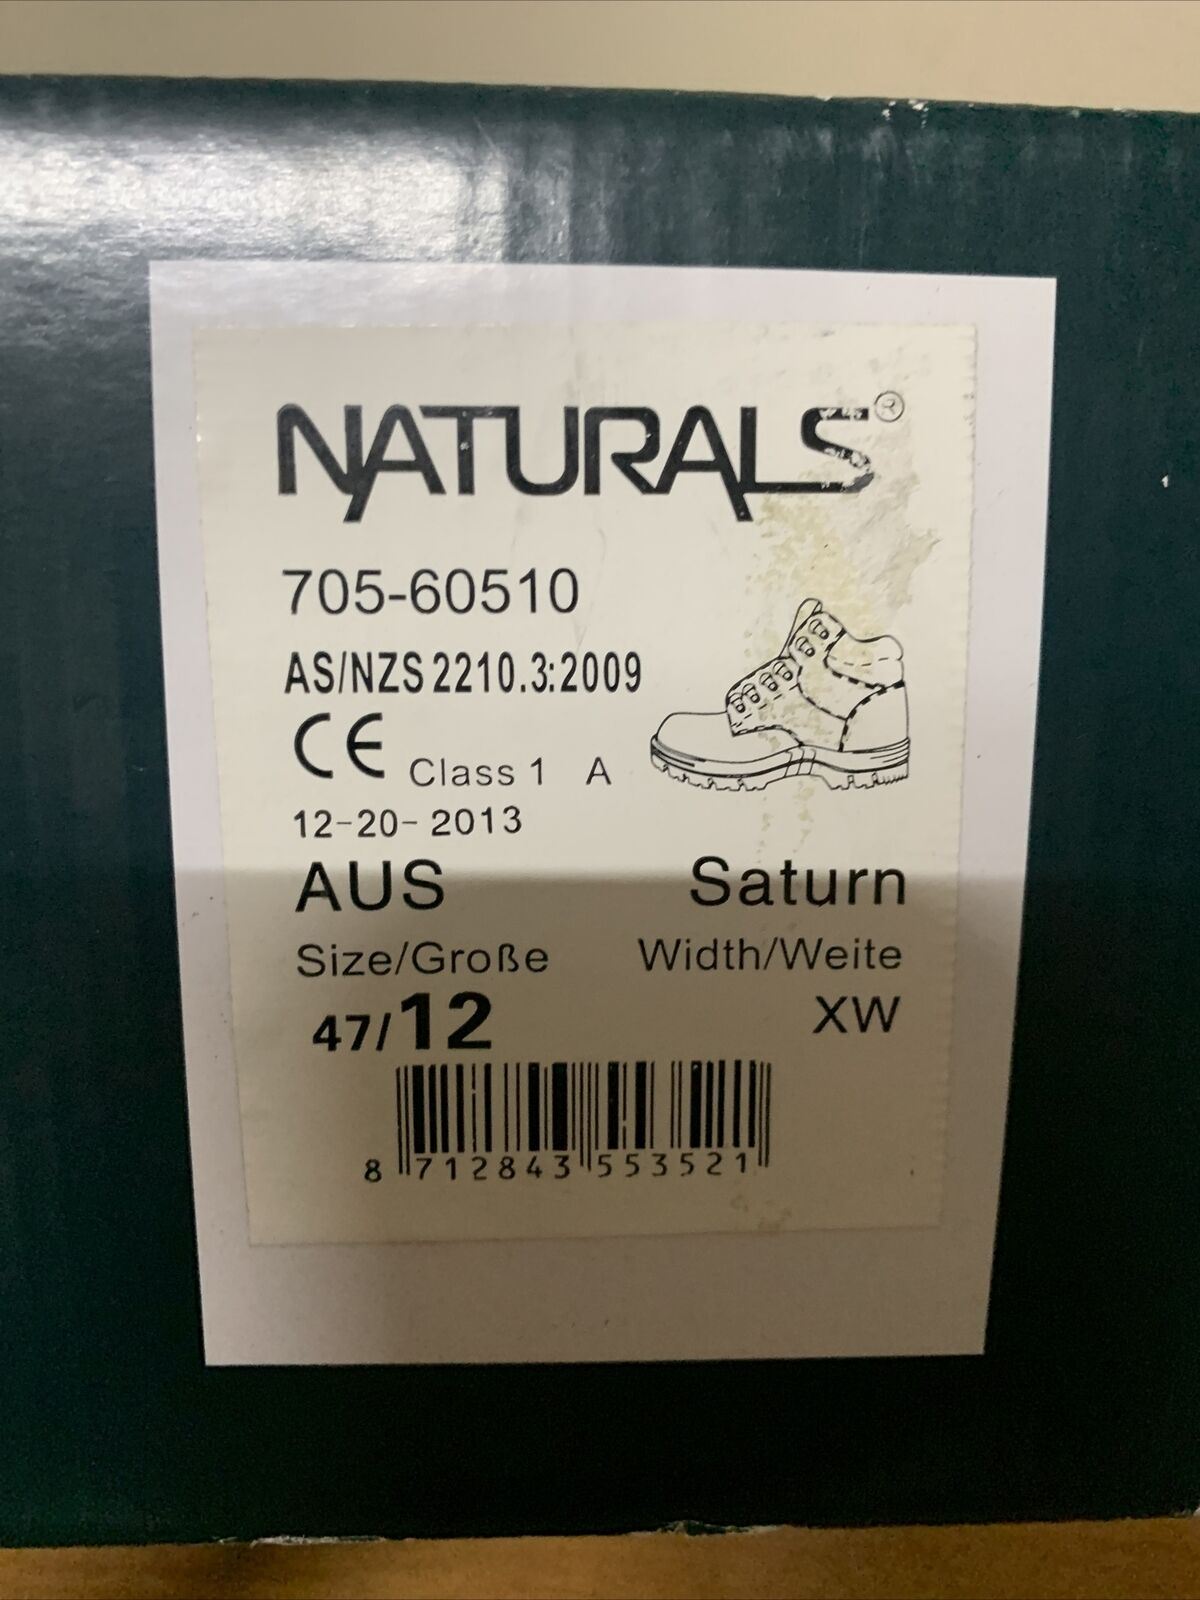 NATURALS®
705-60510
AS/NZS 2210.3:2009
CE Class 1 A
12-20-2013
AUS Saturn
Size/Große Width/Weite
47/12 XW
8 712843 553521